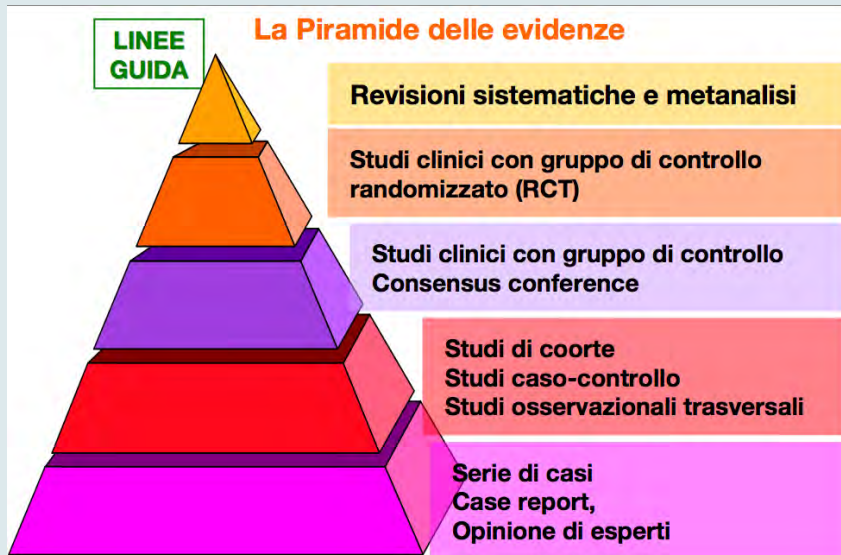 LINEE
GUIDA
La Piramide delle evidenze
Revisioni sistematiche e metanalisi
Studi clinici con gruppo di controllo
randomizzato (RCT)
Studi clinici con gruppo di controllo
Consensus conference
Studi di coorte
Studi caso-controllo
Studi osservazionali trasversali
Serie di casi
Case report,
Opinione di esperti